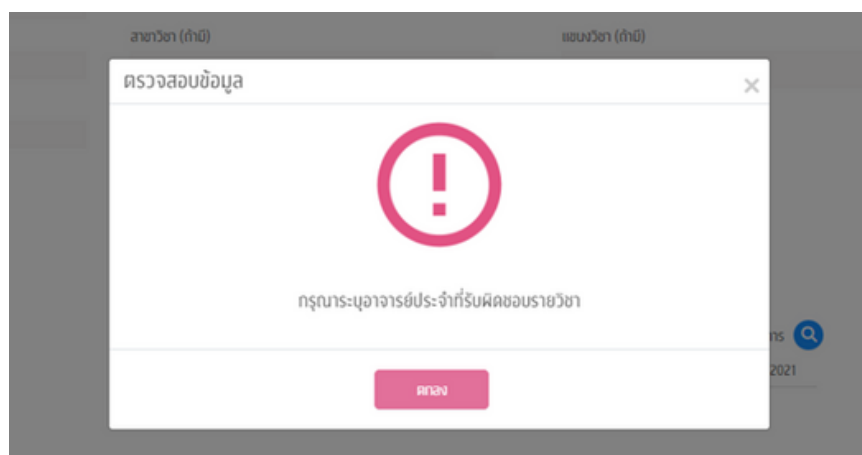 สาขาวิชา (ถ้ามี) แขนงวิชา (ถ้ามี)
ตรวจสอบข้อมูล
กรุณาระบุอาจารย์ประจำที่รับผิดชอบรายวิชา
ตกลง
2021